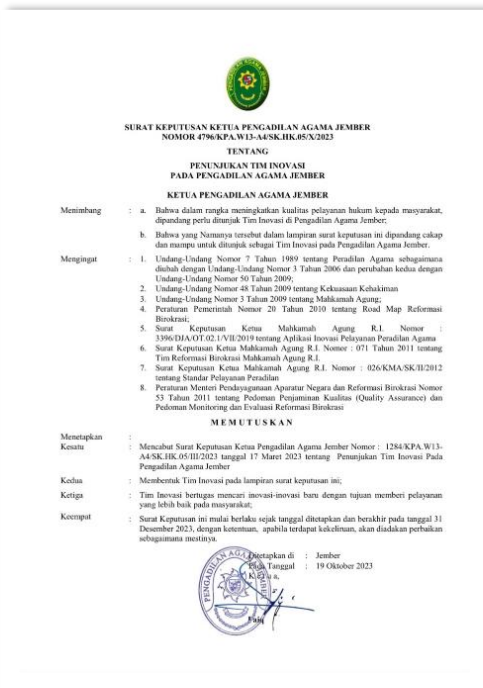 SURAT KEPUTUSAN KETUA PENGADILAN AGAMA JEMBER
NOMOR 4796/KPA.W13-A4/SK.HK.05/X/2023
TENTANG
PENUNJUKAN TIM INOVASI
PADA PENGADILAN AGAMA JEMBER
KETUA PENGADILAN AGAMA JEMBER
Menimbang : a. Bahwa dalam rangka meningkatkan kualitas pelayanan hukum kepada masyarakat,
dipandang perlu ditunjuk Tim Inovasi di Pengadilan Agama Jember;
b. Bahwa yang Namanya tersebut dalam lampiran surat keputusan ini dipandang cakap
dan mampu untuk ditunjuk sebagai Tim Inovasi pada Pengadilan Agama Jember.
Mengingat : 1. Undang-Undang Nomor 7 Tahun 1989 tentang Peradilan Agama sebagaimana
diubah dengan Undang-Undang Nomor 3 Tahun 2006 dan perubahan kedua dengan
Undang-Undang Nomor 50 Tahun 2009;
2. Undang-Undang Nomor 48 Tahun 2009 tentang Kekuasaan Kehakiman
3. Undang-Undang Nomor 3 Tahun 2009 tentang Mahkamah Agung;
4. Peraturan Pemerintah Nomor 20 Tahun 2010 tentang Road Map Reformasi
Birokrasi;
5. Surat Keputusan Ketua Mahkamah Agung R.I. Nomor :
3396/DJA/OT.02.1/VII/2019 tentang Aplikasi Inovasi Pelayanan Peradilan Agama
6. Surat Keputusan Ketua Mahkamah Agung R.I. Nomor : 071 Tahun 2011 tentang
Tim Reformasi Birokrasi Mahkamah Agung R.I.
7. Surat Keputusan Ketua Mahkamah Agung R.I. Nomor : 026/KMA/SK/II/2012
tentang Standar Pelayanan Peradilan
8. Peraturan Menteri Pendayagunaan Aparatur Negara dan Reformasi Birokrasi Nomor
53 Tahun 2011 tentang Pedoman Penjaminan Kualitas (Quality Assurance) dan
Pedoman Monitoring dan Evaluasi Reformasi Birokrasi
MEMUTUSKAN
Menetapkan :
Kesatu : Mencabut Surat Keputusan Ketua Pengadilan Agama Jember Nomor : 1284/KPA.W13-
A4/SK.HK.05/III/2023 tanggal 17 Maret 2023 tentang Penunjukan Tim Inovasi Pada
Pengadilan Agama Jember
Kedua : Membentuk Tim Inovasi pada lampiran surat keputusan ini;
Ketiga : Tim Inovasi bertugas mencari inovasi-inovasi baru dengan tujuan memberi pelayanan
yang lebih baik pada masyarakat.
Keempat : Surat Keputusan ini mulai berlaku sejak tanggal ditetapkan dan berakhir pada tanggal 31
Desember 2023, dengan ketentuan, apabila terdapat kekeliruan, akan diadakan perbaikan
sebagaimana mestinya.
Ditetapkan di : Jember
Pada Tanggal : 19 Oktober 2023
Ketua,
PENGADILAN AGAMA JEMBER
Faiq